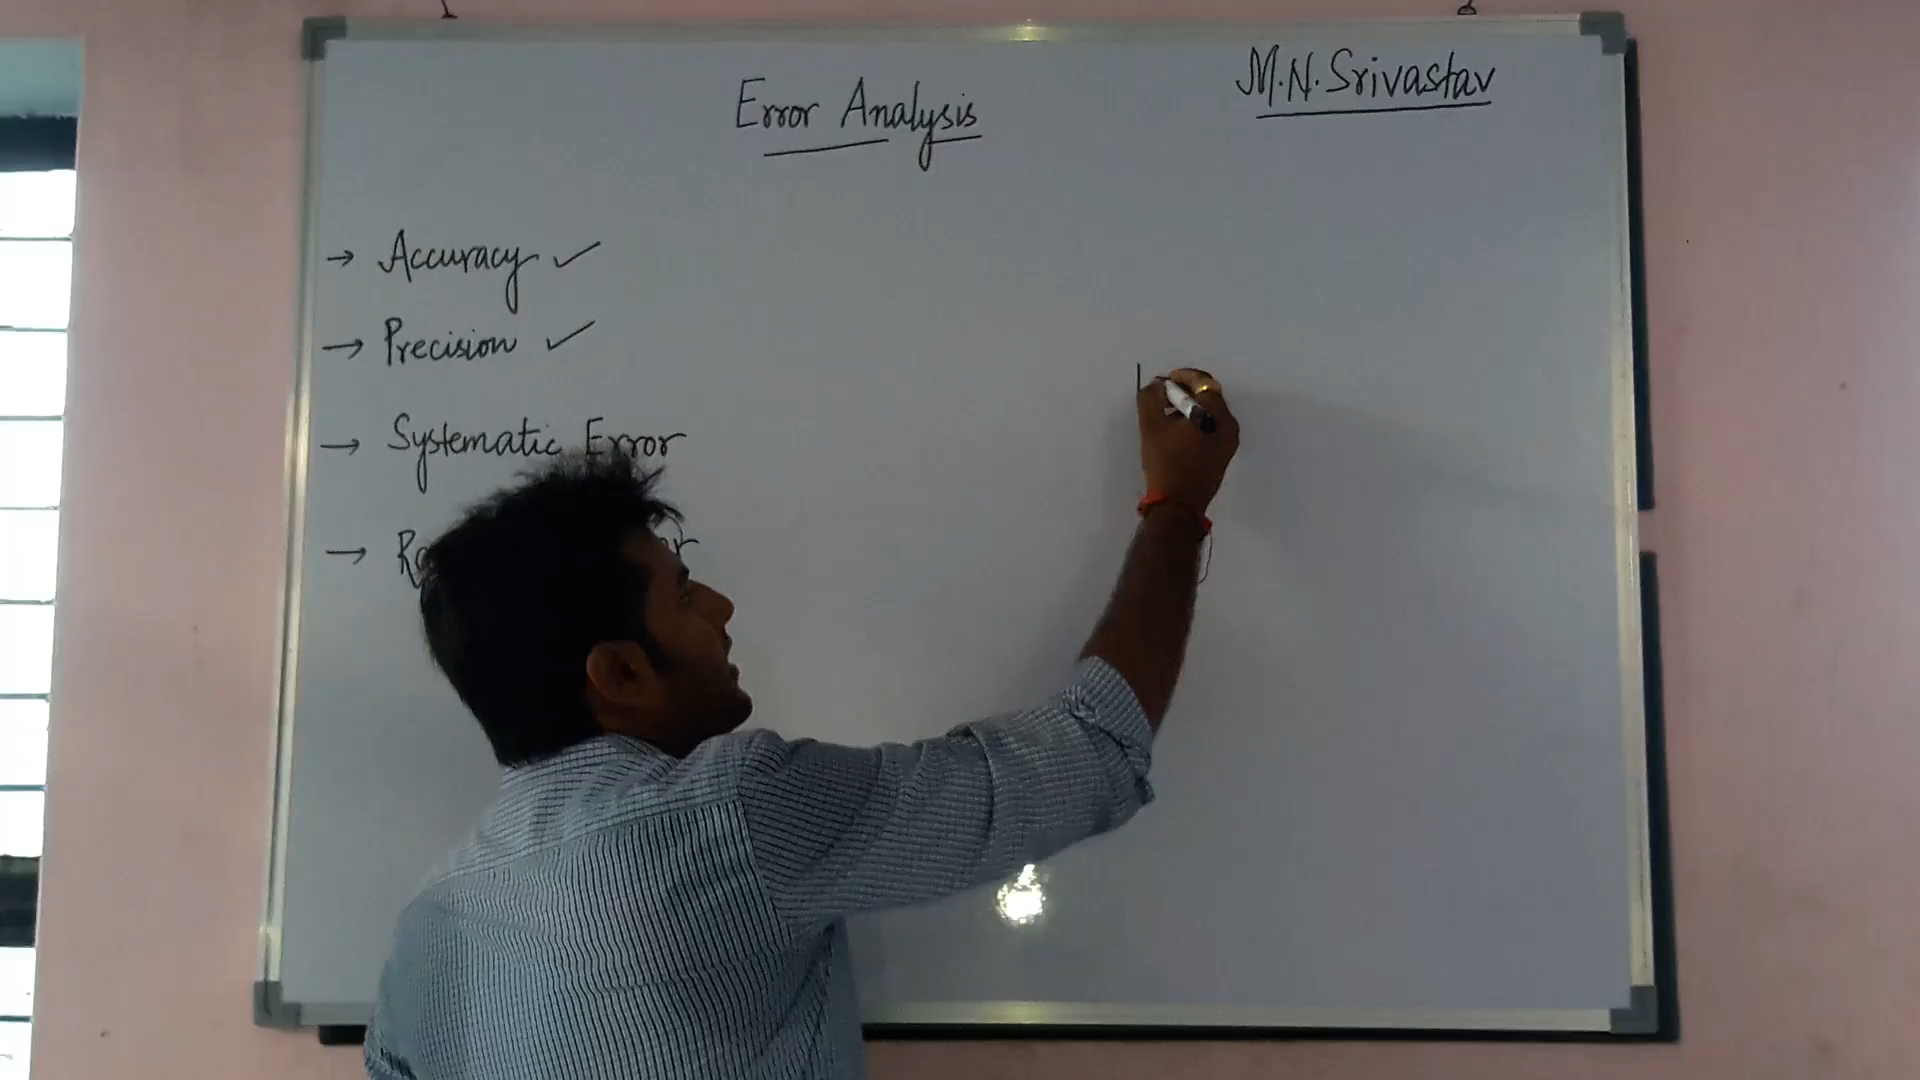 Error Analysis
M.N. Srivastav
→ Accuracy ✓
→ Precision ✓
→ Systematic Error
→